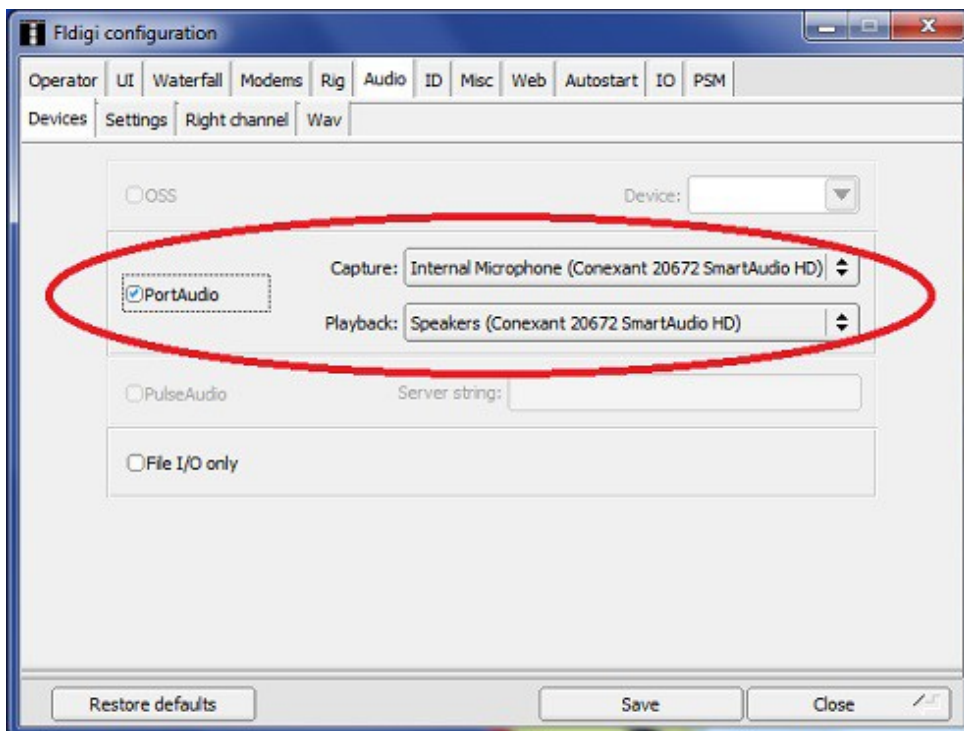 Fldigi configuration
Operator UI Waterfall Modems Rig Audio ID Misc Web Autostart IO PSM
Devices Settings Right channel Wav
OSS Device:
Capture: Internal Microphone (Conexant 20672 SmartAudio HD)
PortAudio
Playback: Speakers (Conexant 20672 SmartAudio HD)
PulseAudio Server string:
File I/O only
Restore defaults Save Close